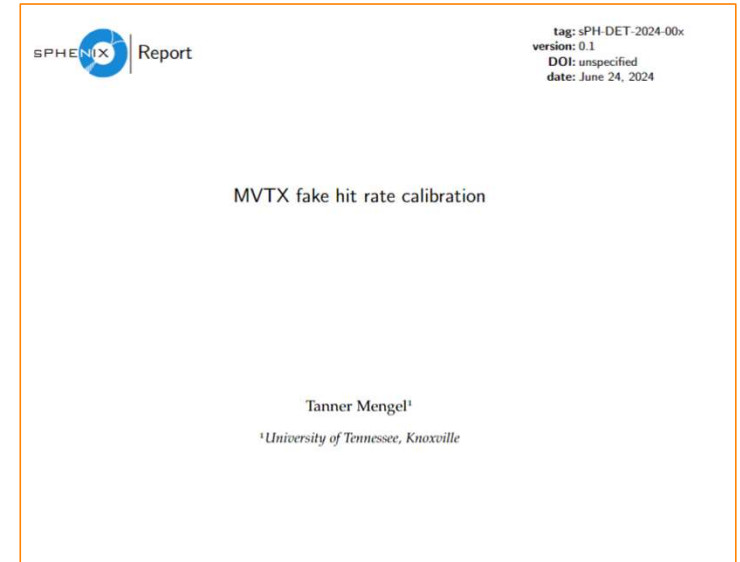 SPHENIX Report
tag: sPH-DET-2024-00x
version: 0.1
DOI: unspecified
date: June 24, 2024
MVTX fake hit rate calibration
Tanner Mengel¹
¹University of Tennessee, Knoxville